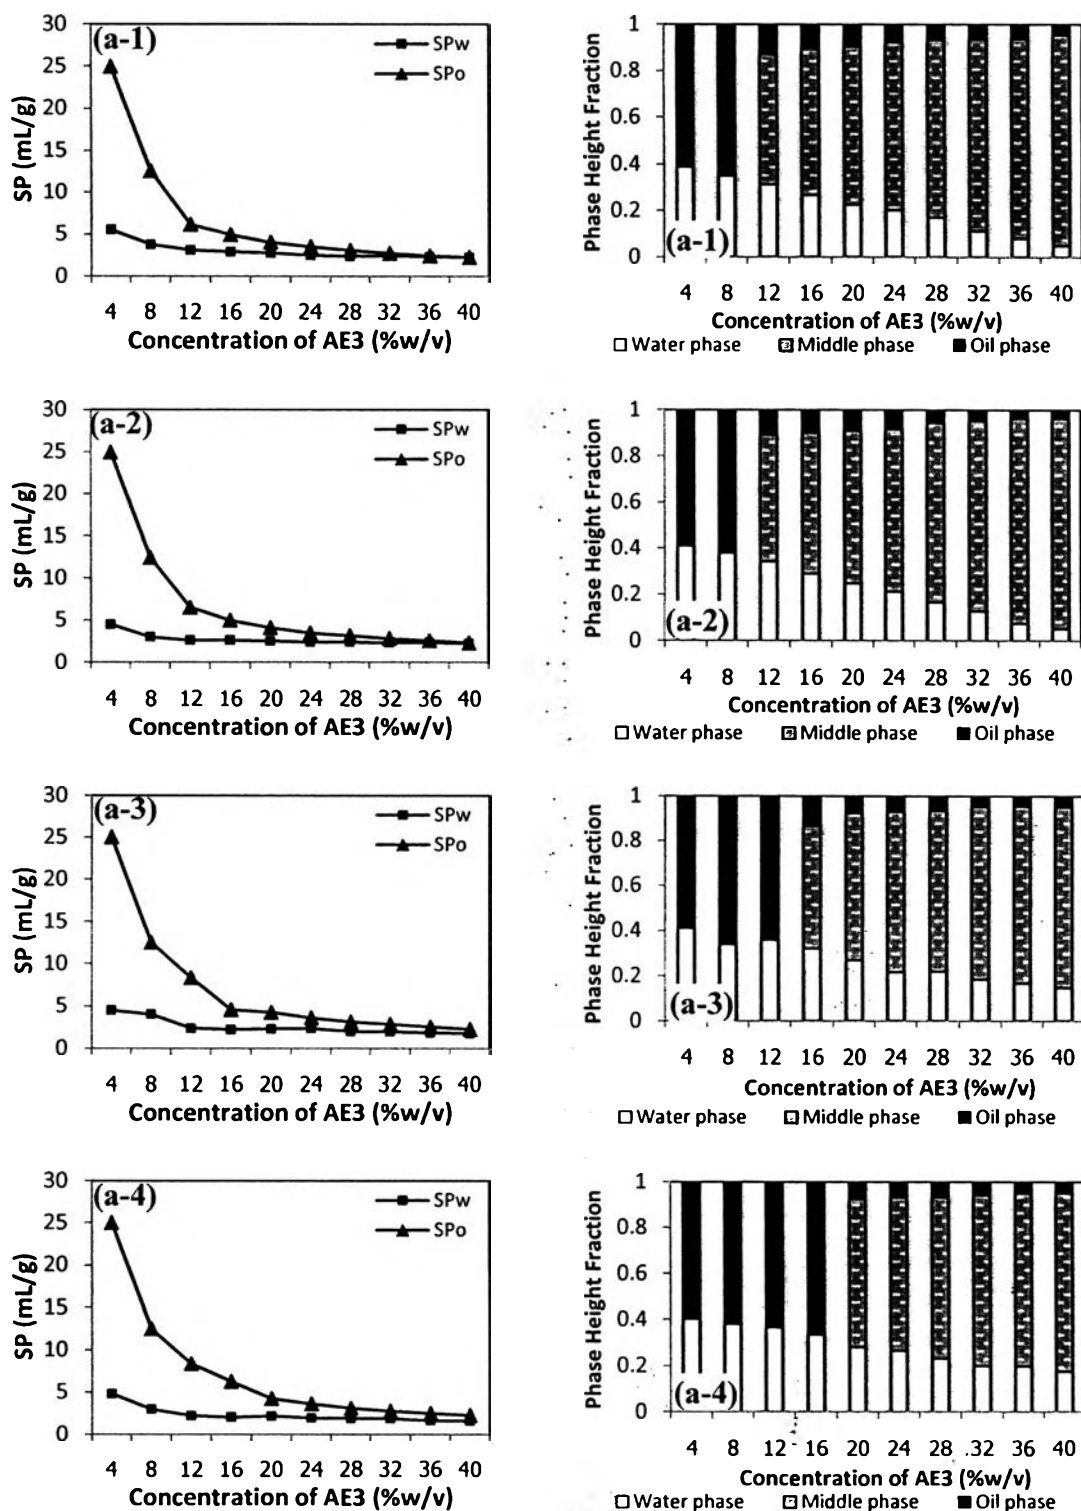 30
25
20
15
10
5
0
SP (mL/g)
(a-1)
SPw
SPo
4 8 12 16 20 24 28 32 36 40
Concentration of AE3 (%w/v)
1
0.8
0.6
0.4
0.2
0
Phase Height Fraction
(a-1)
4 8 12 16 20 24 28 32 36 40
Concentration of AE3 (%w/v)
Water phase Middle phase Oil phase
30
25
20
15
10
5
0
SP (mL/g)
(a-2)
SPw
SPo
4 8 12 16 20 24 28 32 36 40
Concentration of AE3 (%w/v)
1
0.8
0.6
0.4
0.2
0
Phase Height Fraction
(a-2)
4 8 12 16 20 24 28 32 36 40
Concentration of AE3 (%w/v)
Water phase Middle phase Oil phase
30
25
20
15
10
5
0
SP (mL/g)
(a-3)
SPw
SPo
4 8 12 16 20 24 28 32 36 40
Concentration of AE3 (%w/v)
1
0.8
0.6
0.4
0.2
0
Phase Height Fraction
(a-3)
4 8 12 16 20 24 28 32 36 40
Concentration of AE3 (%w/v)
Water phase Middle phase Oil phase
30
25
20
15
10
5
0
SP (mL/g)
(a-4)
SPw
SPo
4 8 12 16 20 24 28 32 36 40
Concentration of AE3 (%w/v)
1
0.8
0.6
0.4
0.2
0
Phase Height Fraction
(a-4)
4 8 12 16 20 24 28 32 36 40
Concentration of AE3 (%w/v)
Water phase Middle phase Oil phase